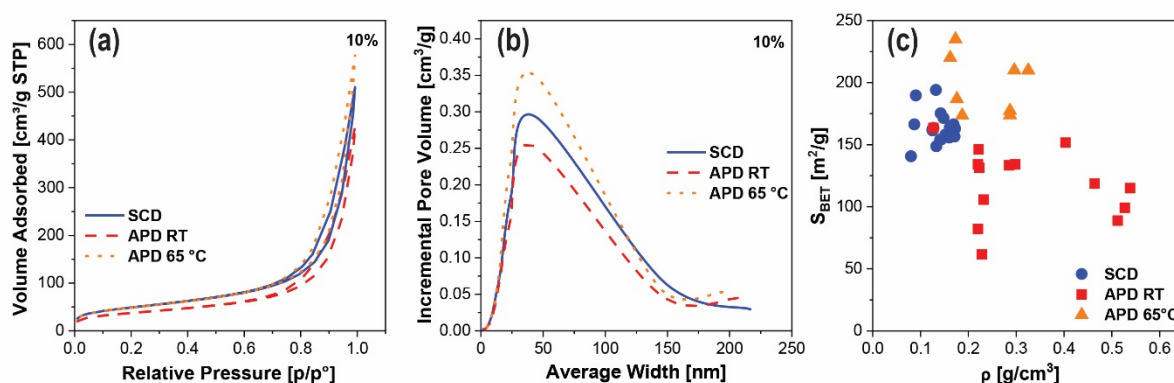 (a)
10%
Volume Adsorbed [cm³/g STP]
600
500
400
300
200
100
0
SCD
APD RT
APD 65 °C
0.0 0.2 0.4 0.6 0.8 1.0
Relative Pressure [p/p°]
(b)
10%
Incremental Pore Volume [cm³/g]
0.40
0.35
0.30
0.25
0.20
0.15
0.10
0.05
0.00
SCD
APD RT
APD 65 °C
0 50 100 150 200 250
Average Width [nm]
(c)
S_BET [m²/g]
250
200
150
100
50
0
SCD
APD RT
APD 65°C
0.0 0.1 0.2 0.3 0.4 0.5 0.6
ρ [g/cm³]